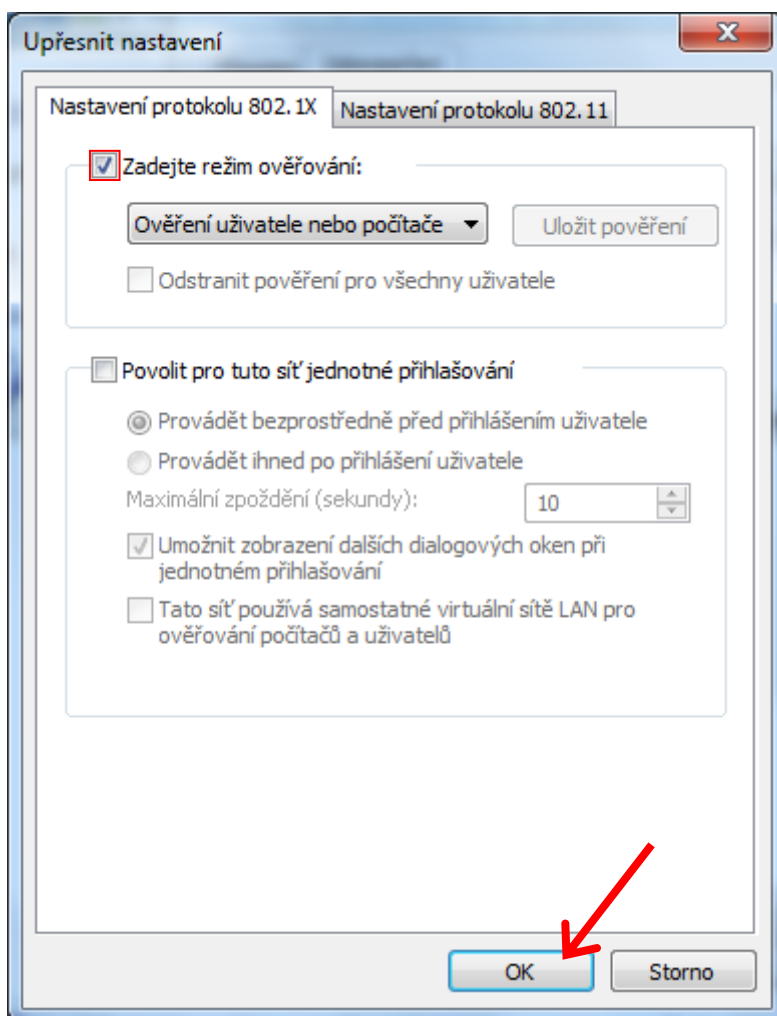 Upřesnit nastavení
Nastavení protokolu 802.1X
Nastavení protokolu 802.11
Zadejte režim ověřování:
Ověření uživatele nebo počítače
Uložit pověření
Odstranit pověření pro všechny uživatele
Povolit pro tuto síť jednotné přihlašování
Provádět bezprostředně před přihlášením uživatele
Provádět ihned po přihlášení uživatele
Maximální zpoždění (sekundy):
10
Umožnit zobrazení dalších dialogových oken při
jednotném přihlašování
Tato síť používá samostatné virtuální sítě LAN pro
ověřování počítačů a uživatelů
OK
Storno